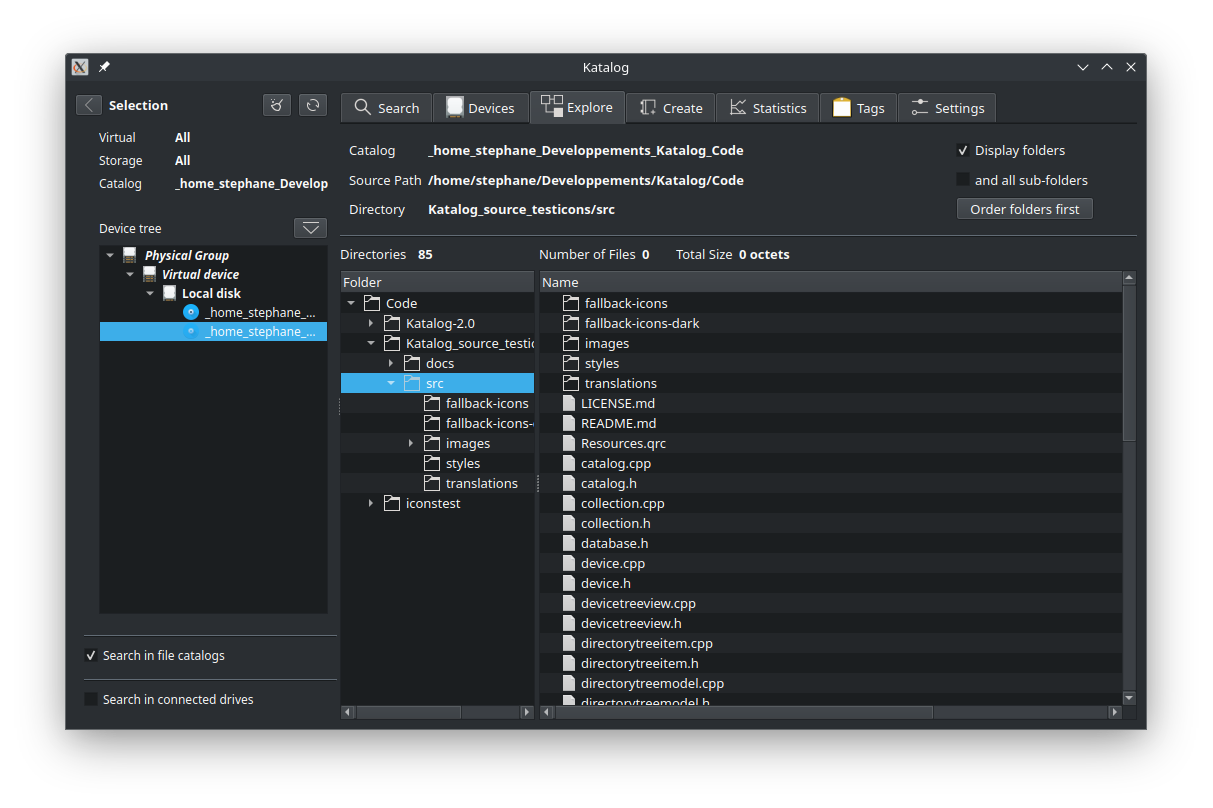 Katalog
Selection
Virtual All
Storage All
Catalog _home_stephane_Develop
Device tree
Physical Group
Virtual device
Local disk
_home_stephane_...
_home_stephane_...
Search in file catalogs
Search in connected drives
Search Devices Explore Create Statistics Tags Settings
Catalog _home_stephane_Developpements_Katalog_Code
Display folders
Source Path /home/stephane/Developpements/Katalog/Code
and all sub-folders
Directory Katalog_source_testicons/src
Order folders first
Directories 85
Number of Files 0 Total Size 0 octets
Folder
Code
Katalog-2.0
Katalog_source_testic
docs
src
fallback-icons
fallback-icons-
images
styles
translations
iconstest
Name
fallback-icons
fallback-icons-dark
images
styles
translations
LICENSE.md
README.md
Resources.qrc
catalog.cpp
catalog.h
collection.cpp
collection.h
database.h
device.cpp
device.h
devicetreeview.cpp
devicetreeview.h
directorytreeitem.cpp
directorytreeitem.h
directorytreemodel.cpp
directorytreemodel.h